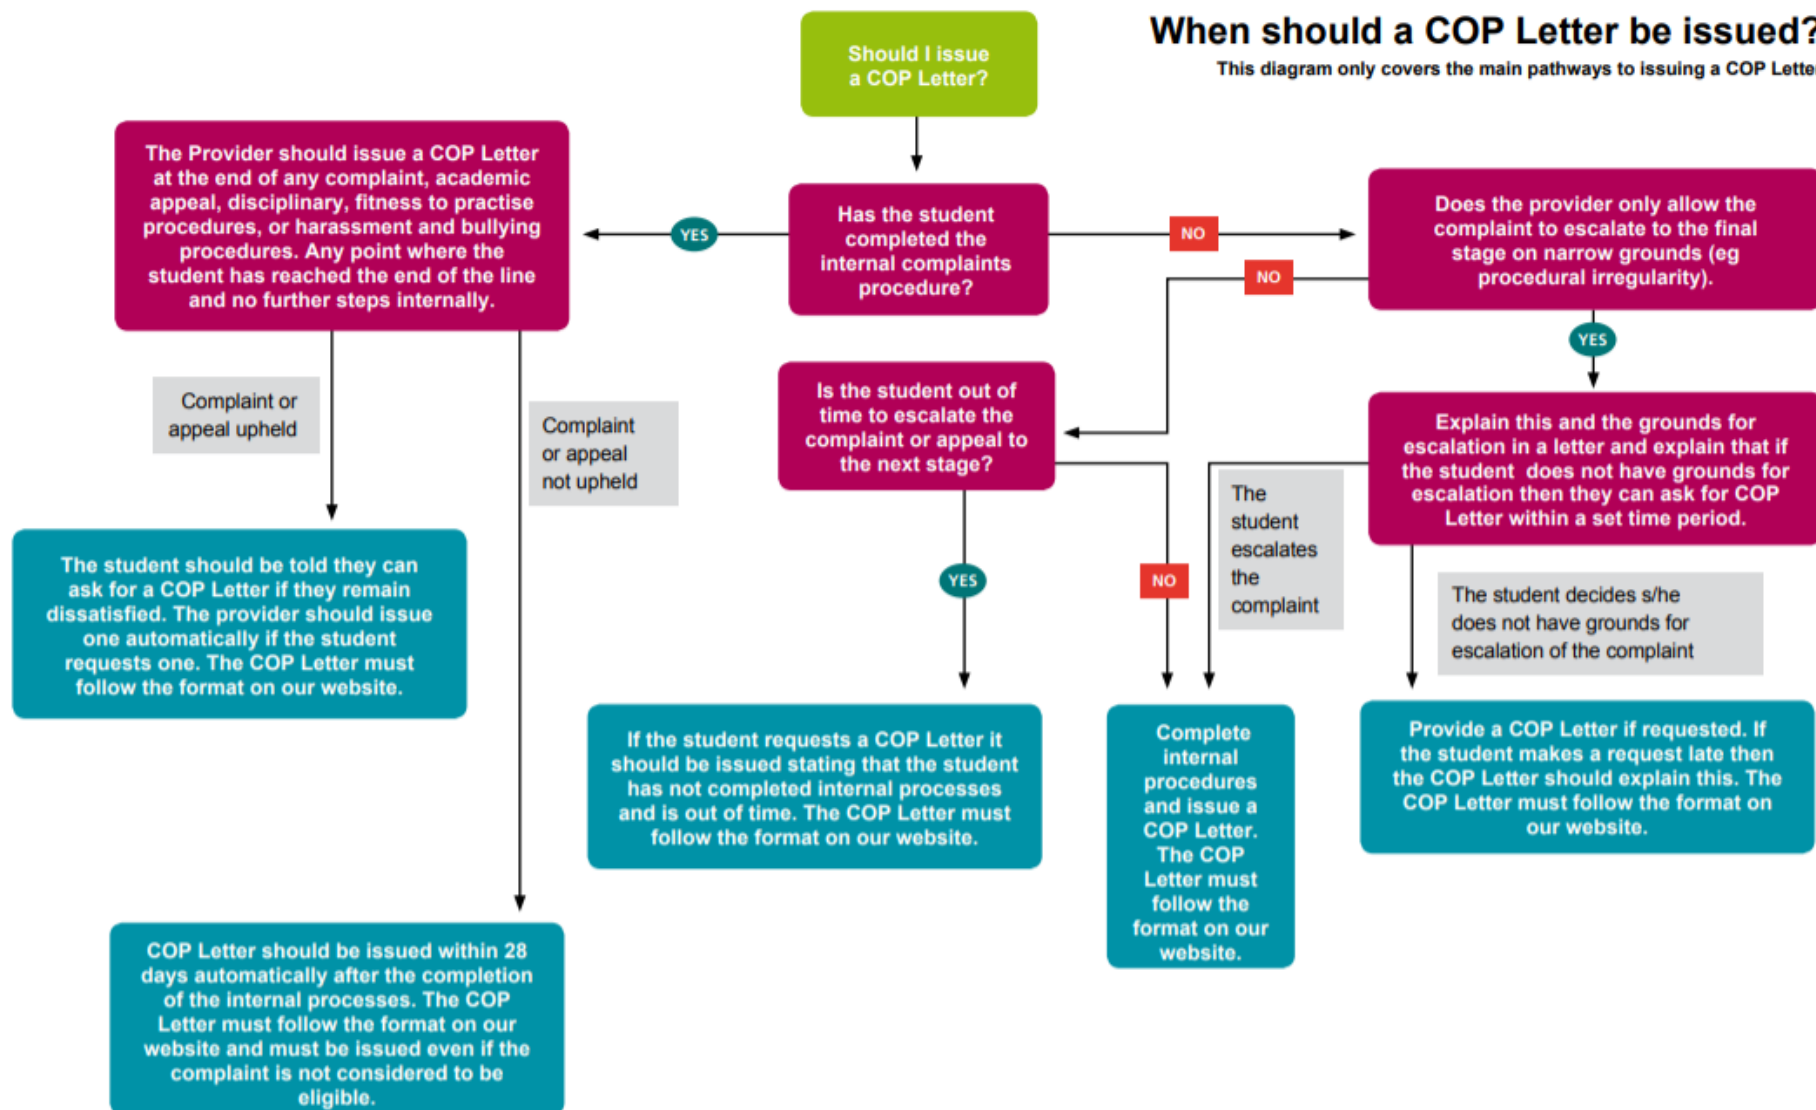 When should a COP Letter be issued?
This diagram only covers the main pathways to issuing a COP Letter
Should I issue
a COP Letter?
The Provider should issue a COP Letter
at the end of any complaint, academic
appeal, disciplinary, fitness to practise
procedures, or harassment and bullying
procedures. Any point where the
student has reached the end of the line
and no further steps internally.
YES
Has the student
completed the
internal complaints
procedure?
NO
Does the provider only allow the
complaint to escalate to the final
stage on narrow grounds (eg
procedural irregularity).
NO
YES
Complaint or
appeal upheld
Complaint
or appeal
not upheld
Is the student out of
time to escalate the
complaint or appeal to
the next stage?
Explain this and the grounds for
escalation in a letter and explain that if
the student does not have grounds for
escalation then they can ask for COP
Letter within a set time period.
The
student
escalates
the
complaint
YES
NO
The student decides s/he
does not have grounds for
escalation of the complaint
The student should be told they can
ask for a COP Letter if they remain
dissatisfied. The provider should issue
one automatically if the student
requests one. The COP Letter must
follow the format on our website.
If the student requests a COP Letter it
should be issued stating that the student
has not completed internal processes
and is out of time. The COP Letter must
follow the format on our website.
Complete
internal
procedures
and issue a
COP Letter.
The COP
Letter must
follow the
format on our
website.
Provide a COP Letter if requested. If
the student makes a request late then
the COP Letter should explain this. The
COP Letter must follow the format on
our website.
COP Letter should be issued within 28
days automatically after the completion
of the internal processes. The COP
Letter must follow the format on our
website and must be issued even if the
complaint is not considered to be
eligible.